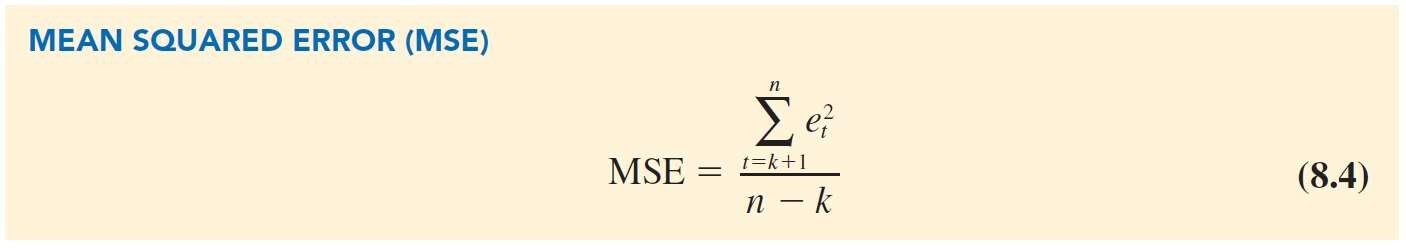 MEAN SQUARED ERROR (MSE)
n
∑ e_t^2
MSE = t=k+1
n − k
(8.4)